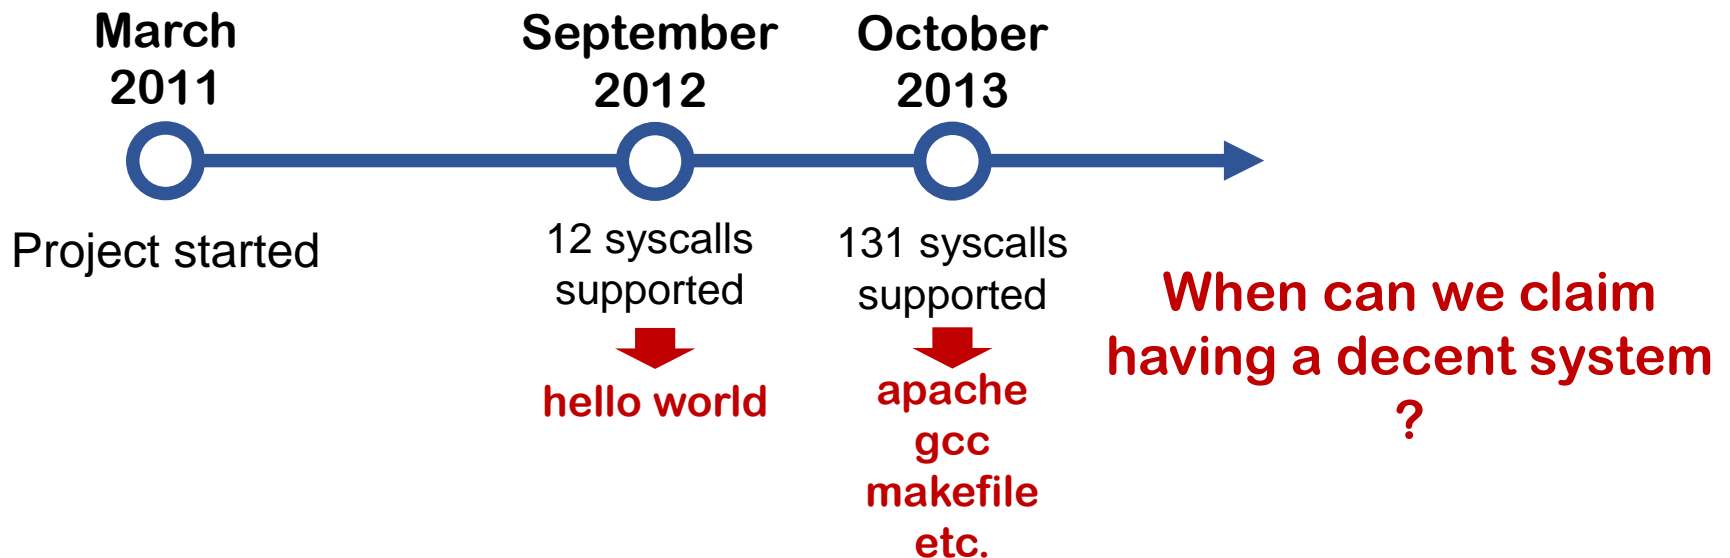 March
2011
Project started
September
2012
12 syscalls
supported
hello world
October
2013
131 syscalls
supported
apache
gcc
makefile
etc.
When can we claim
having a decent system
?